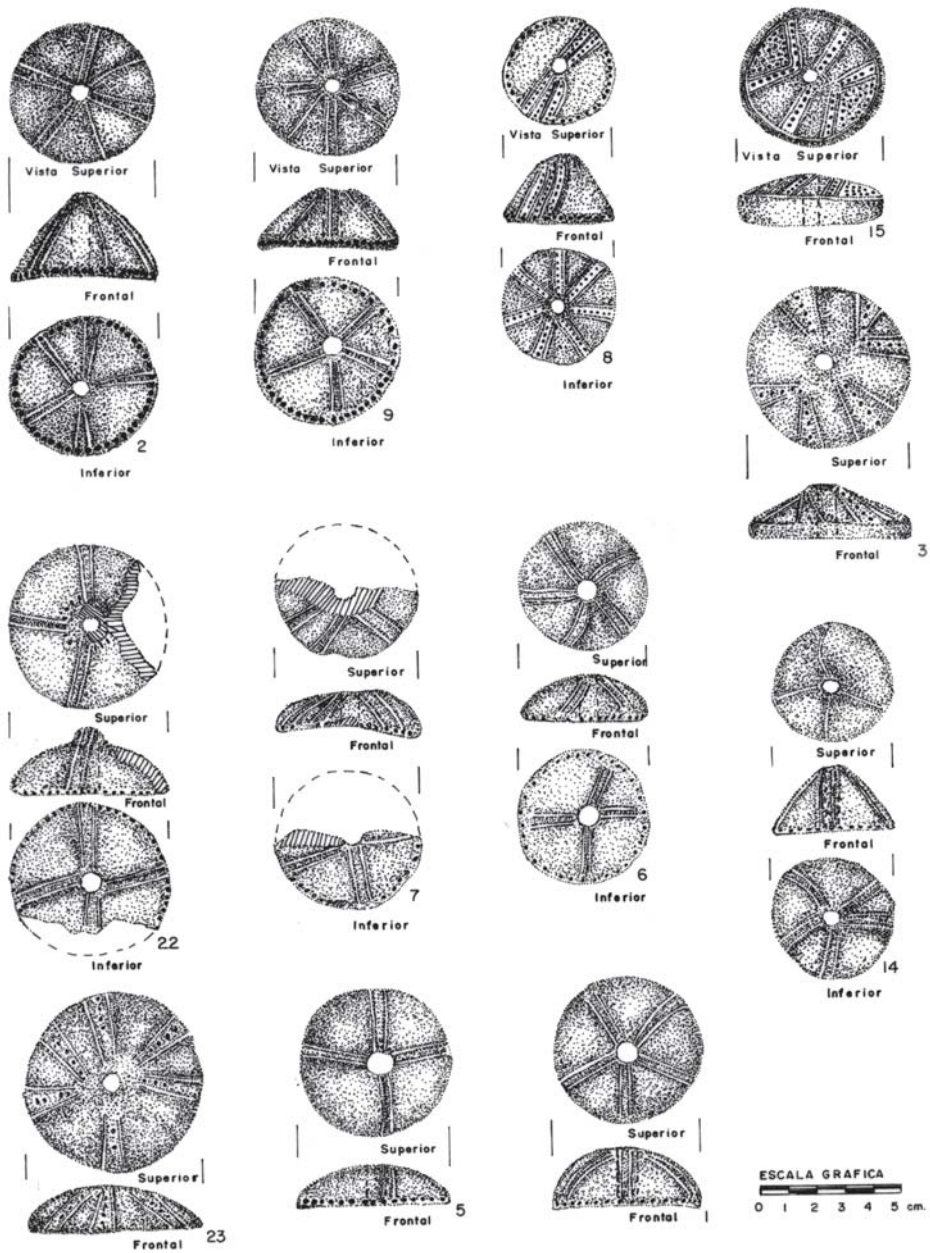 Vista Superior
Frontal
2
Inferior
Vista Superior
Frontal
9
Inferior
Vista Superior
Frontal
8
Inferior
Vista Superior
Frontal
15
Superior
Frontal
3
Superior
Frontal
22
Inferior
Superior
Frontal
7
Inferior
Superior
Frontal
6
Inferior
Superior
Frontal
14
Inferior
Superior
Frontal
23
Superior
Frontal
5
Superior
Frontal
1
ESCALA GRAFICA
0 1 2 3 4 5 cm.